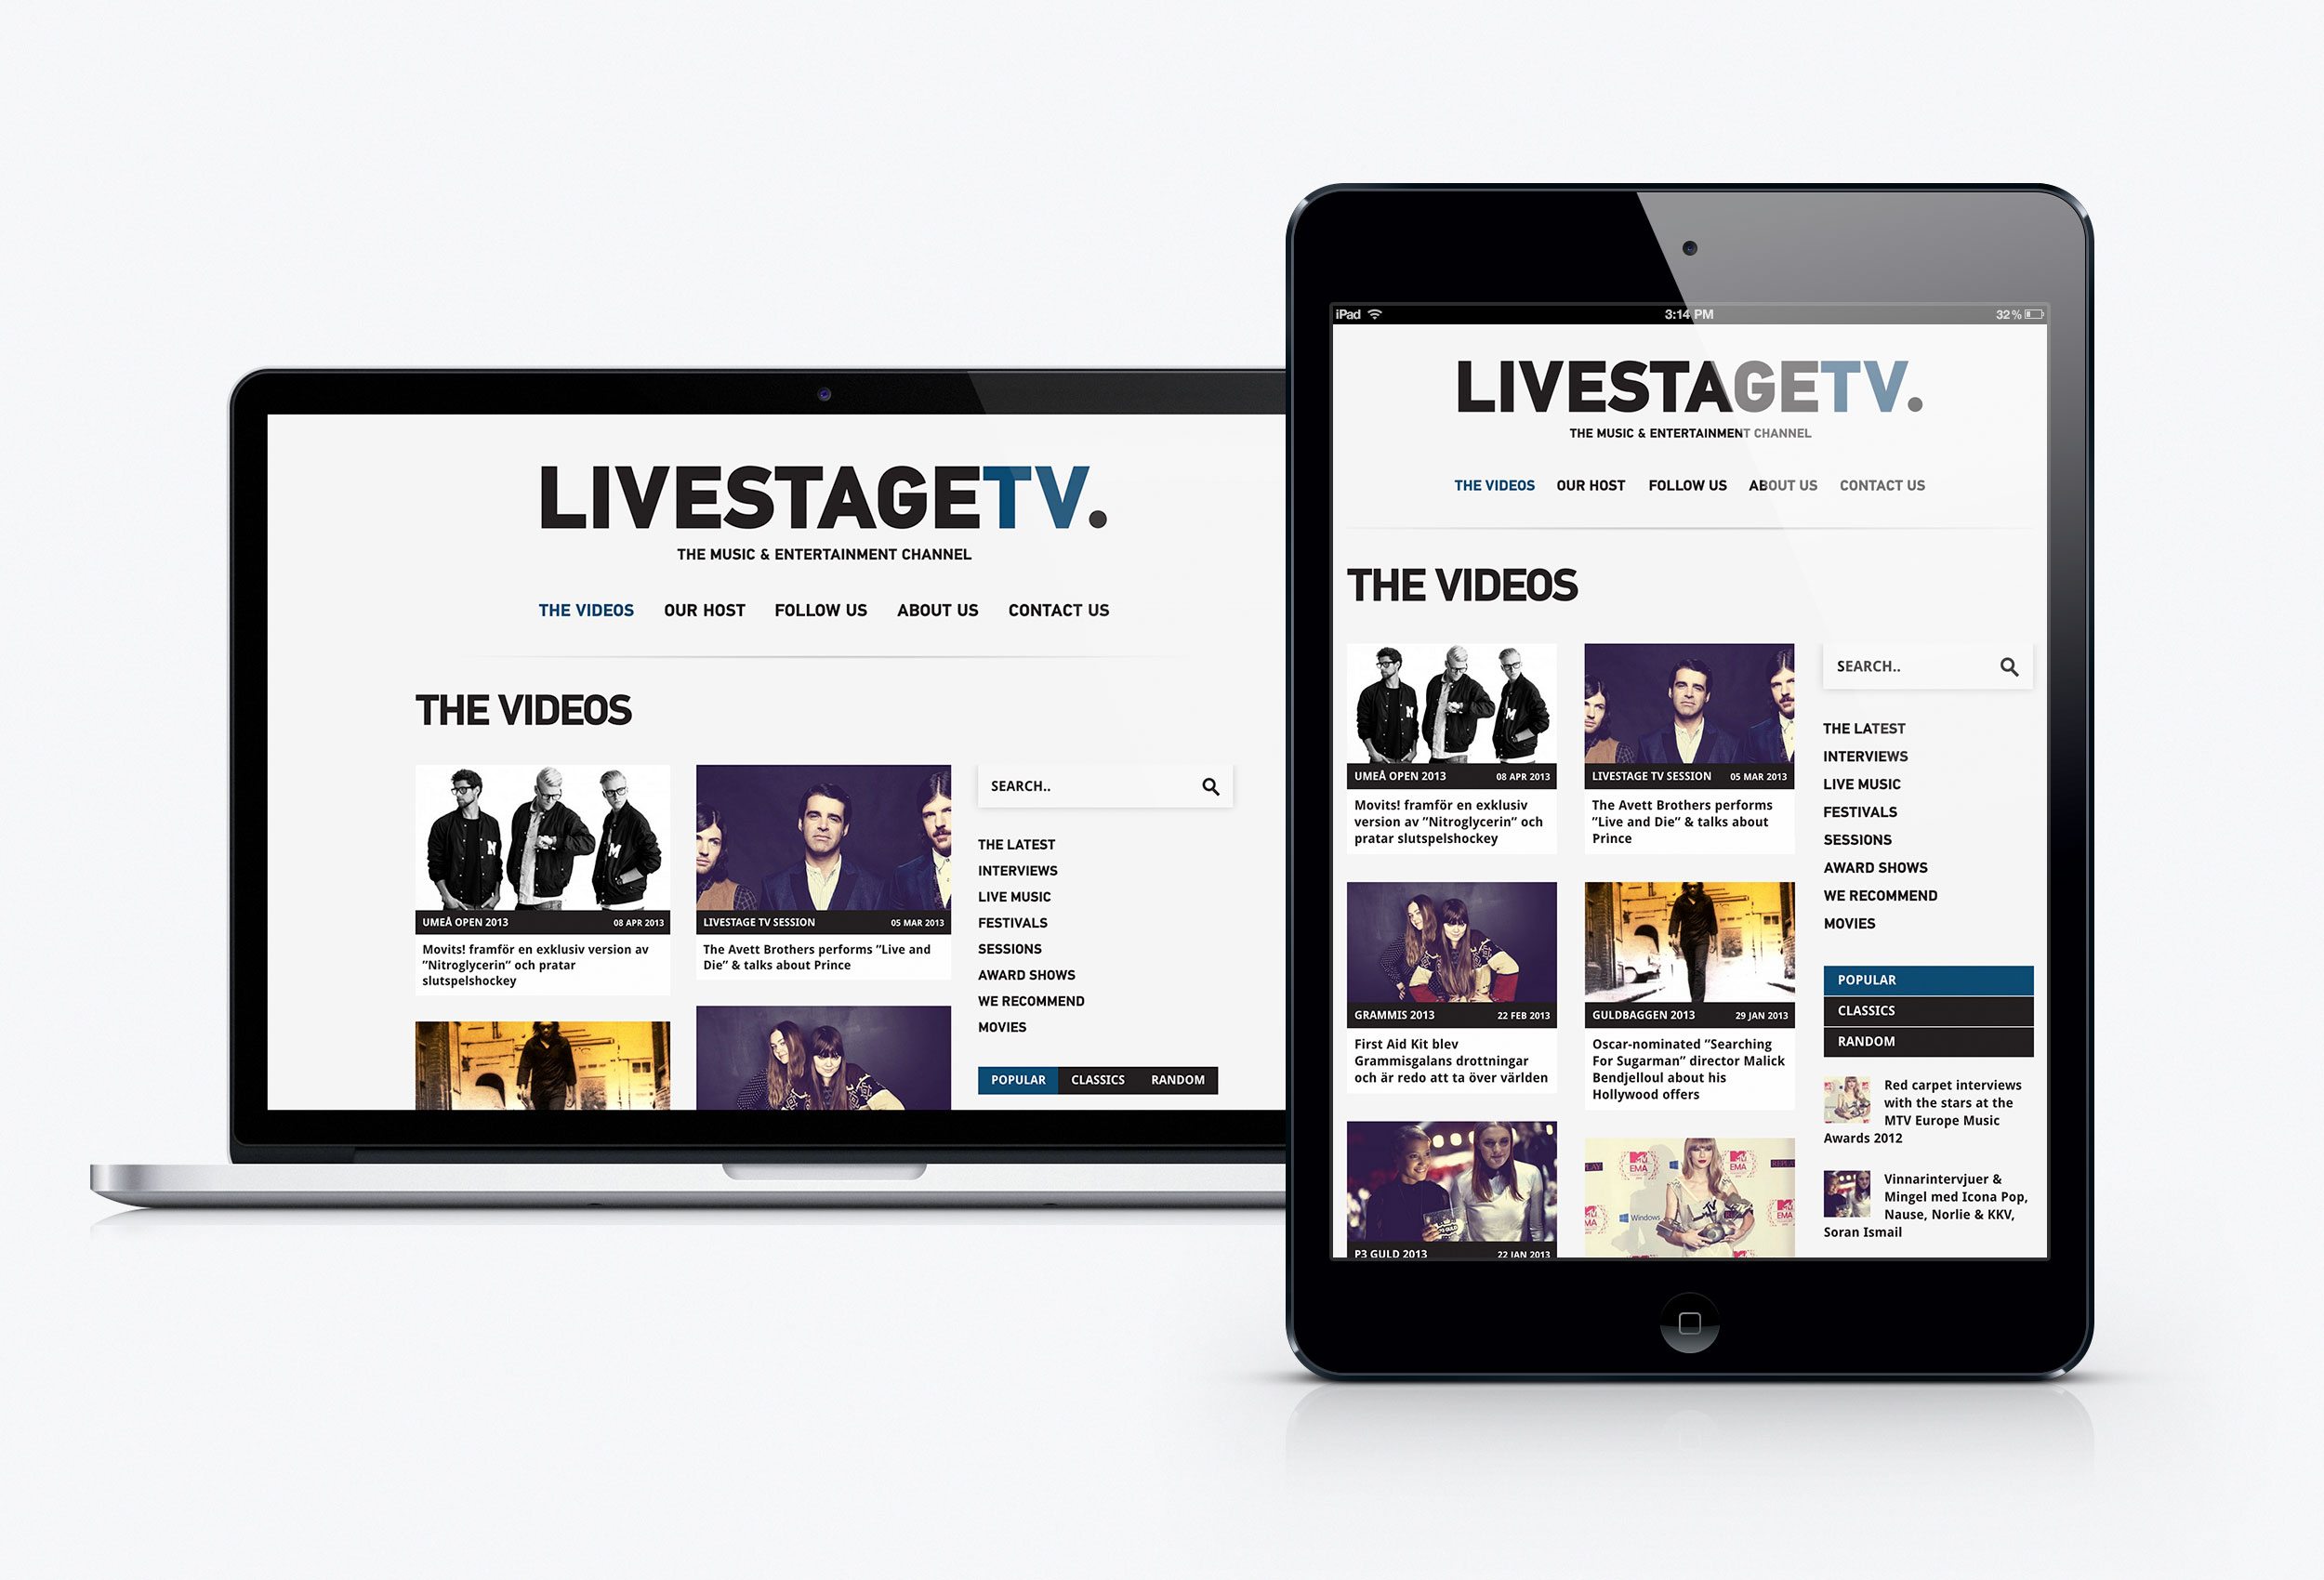 LIVESTAGETV.
THE MUSIC & ENTERTAINMENT CHANNEL
THE VIDEOS OUR HOST FOLLOW US ABOUT US CONTACT US
THE VIDEOS
UMEÅ OPEN 2013 08 APR 2013
Movits! framför en exklusiv version av
”Nitroglycerin” och pratar
slutspelshockey
LIVESTAGE TV SESSION 05 MAR 2013
The Avett Brothers performs ”Live and
Die” & talks about Prince
SEARCH..
THE LATEST
INTERVIEWS
LIVE MUSIC
FESTIVALS
SESSIONS
AWARD SHOWS
WE RECOMMEND
MOVIES
POPULAR CLASSICS RANDOM
iPad 3:14 PM 32%
LIVESTAGETV.
THE MUSIC & ENTERTAINMENT CHANNEL
THE VIDEOS OUR HOST FOLLOW US ABOUT US CONTACT US
THE VIDEOS
UMEÅ OPEN 2013 08 APR 2013
Movits! framför en exklusiv
version av ”Nitroglycerin” och
pratar slutspelshockey
LIVESTAGE TV SESSION 05 MAR 2013
The Avett Brothers performs
”Live and Die” & talks about
Prince
GRAMMIS 2013 22 FEB 2013
First Aid Kit blev
Grammisgalans drottningar
och är redo att ta över världen
GULDBAGGEN 2013 29 JAN 2013
Oscar-nominated ”Searching
For Sugarman” director Malick
Bendjelloul about his
Hollywood offers
P3 GULD 2013 22 JAN 2013
EMA
EMA
Windows
SEARCH..
THE LATEST
INTERVIEWS
LIVE MUSIC
FESTIVALS
SESSIONS
AWARD SHOWS
WE RECOMMEND
MOVIES
POPULAR
CLASSICS
RANDOM
Red carpet interviews
with the stars at the
MTV Europe Music
Awards 2012
Vinnarintervjuer &
Mingel med Icona Pop,
Nause, Norlie & KKV,
Soran Ismail